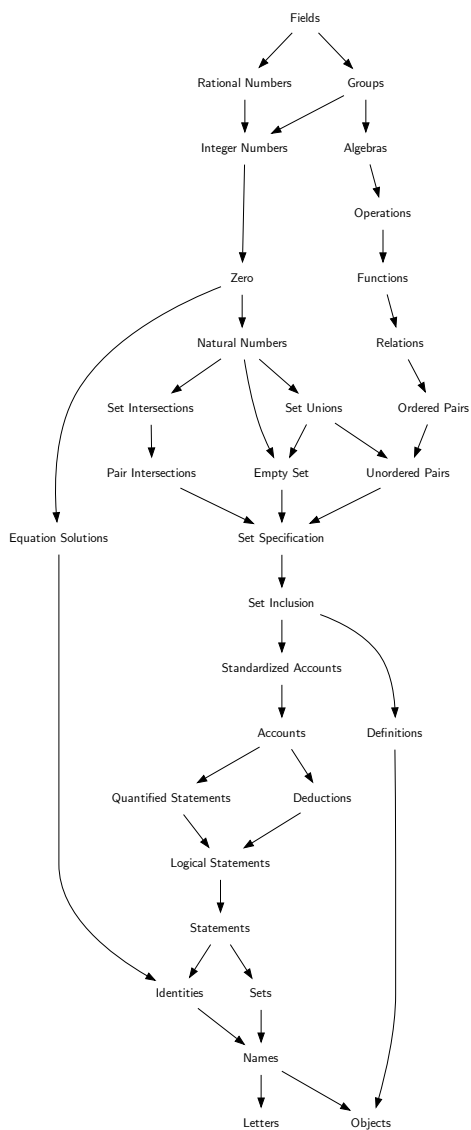 Fields
Rational Numbers
Groups
Integer Numbers
Algebras
Operations
Zero
Functions
Natural Numbers
Relations
Set Intersections
Set Unions
Ordered Pairs
Pair Intersections
Empty Set
Unordered Pairs
Equation Solutions
Set Specification
Set Inclusion
Standardized Accounts
Accounts
Definitions
Quantified Statements
Deductions
Logical Statements
Statements
Identities
Sets
Names
Letters
Objects